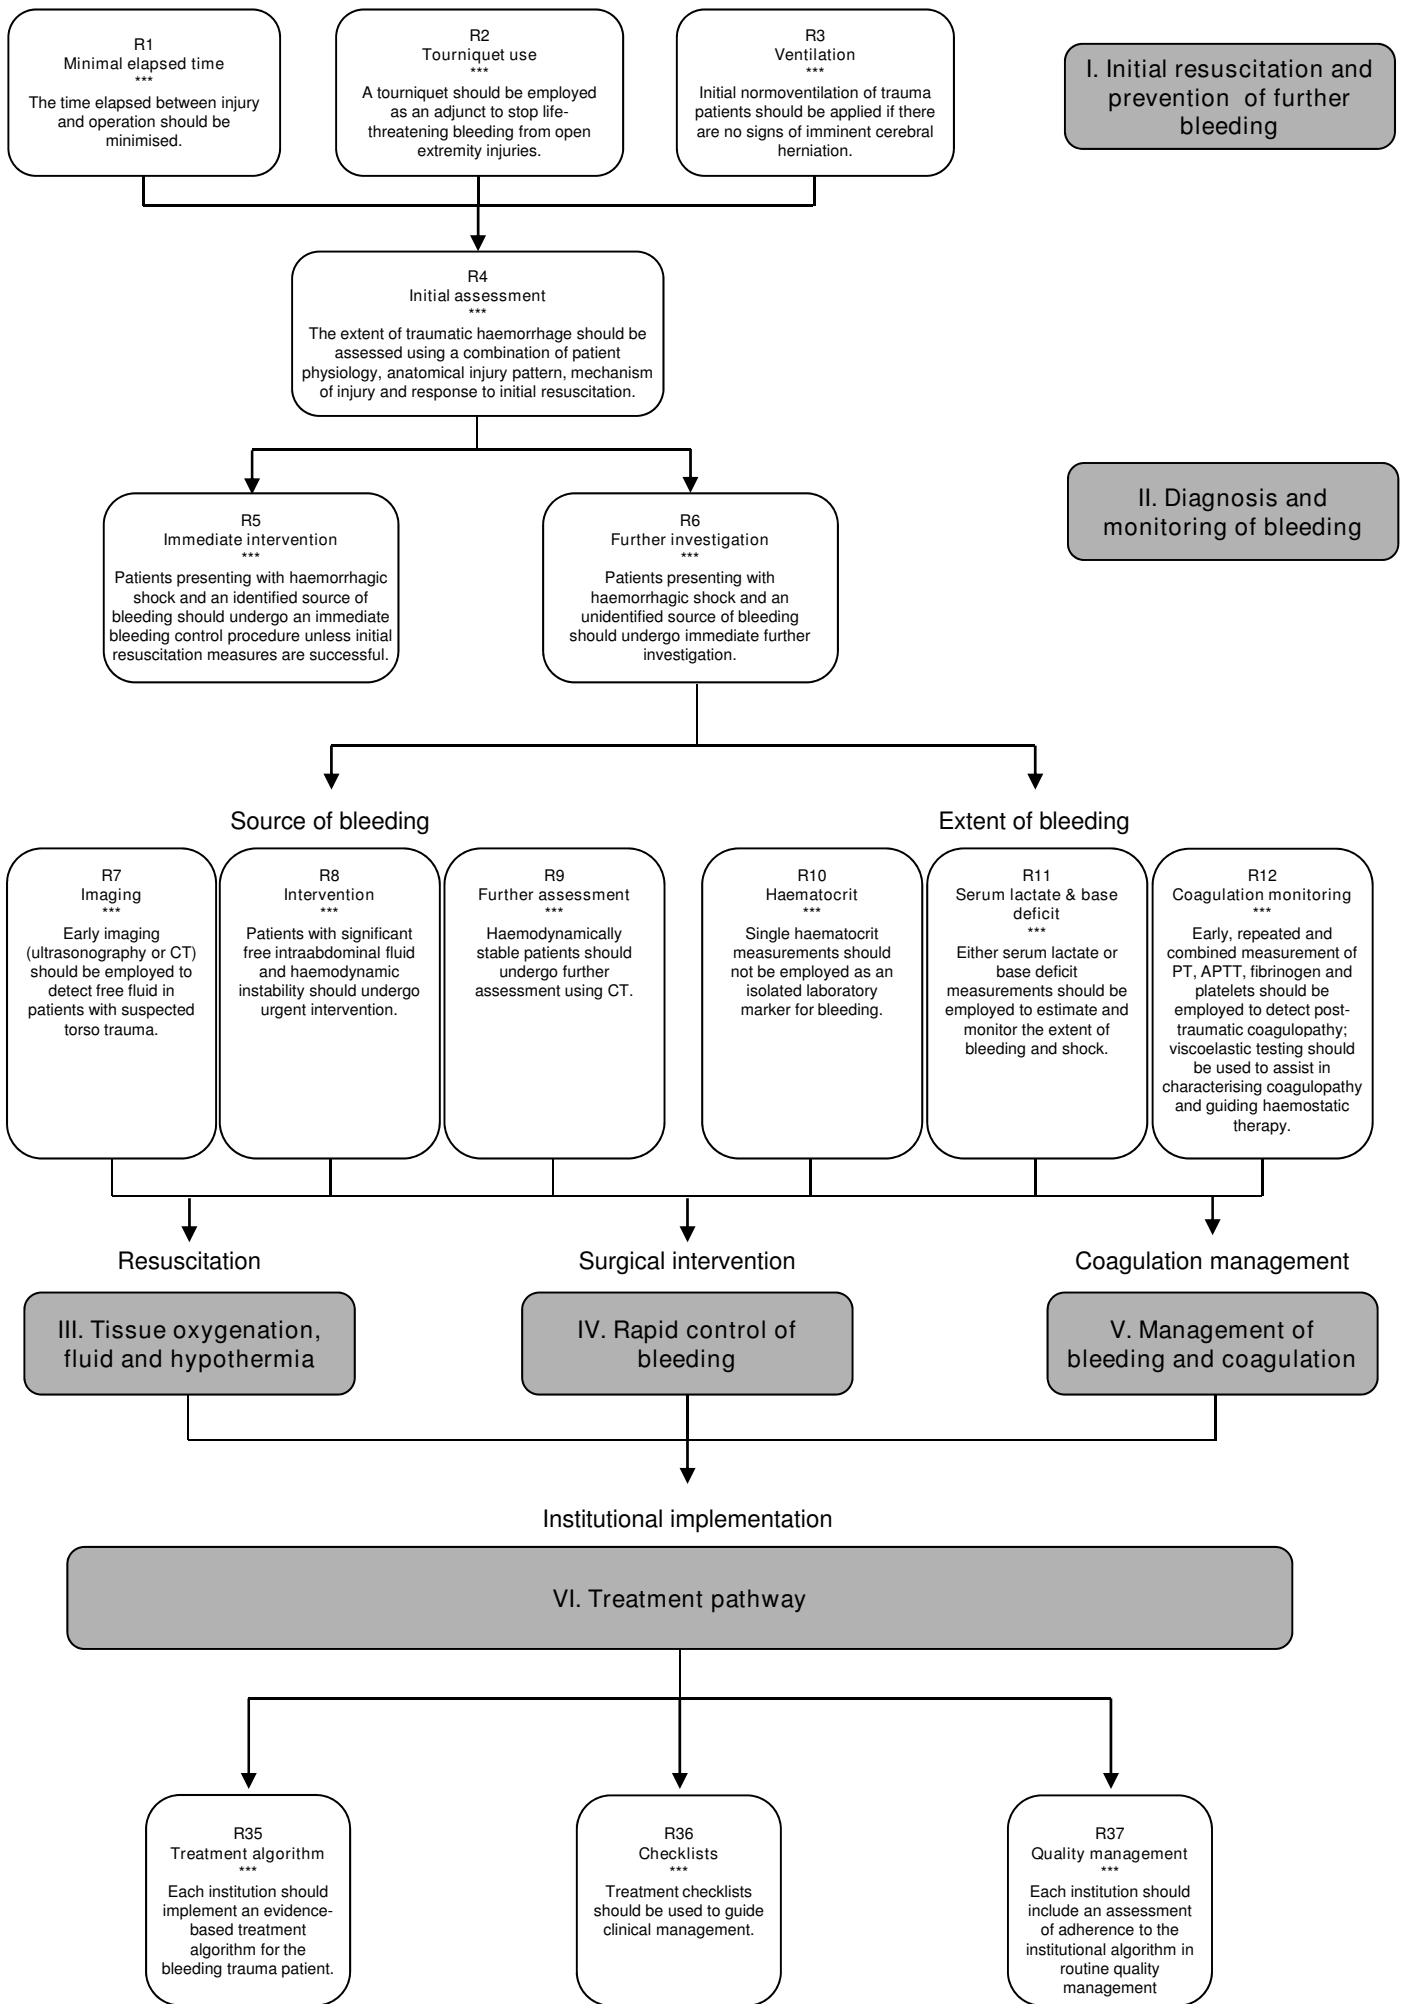 R1
Minimal elapsed time
***
The time elapsed between injury
and operation should be
minimised.
R2
Tourniquet use
***
A tourniquet should be employed
as an adjunct to stop life-
threatening bleeding from open
extremity injuries.
R3
Ventilation
***
Initial normoventilation of trauma
patients should be applied if there
are no signs of imminent cerebral
herniation.
I. Initial resuscitation and
prevention of further
bleeding
R4
Initial assessment
***
The extent of traumatic haemorrhage should be
assessed using a combination of patient
physiology, anatomical injury pattern, mechanism
of injury and response to initial resuscitation.
R5
Immediate intervention
***
Patients presenting with haemorrhagic
shock and an identified source of
bleeding should undergo an immediate
bleeding control procedure unless initial
resuscitation measures are successful.
R6
Further investigation
***
Patients presenting with
haemorrhagic shock and an
unidentified source of bleeding
should undergo immediate further
investigation.
II. Diagnosis and
monitoring of bleeding
Source of bleeding
Extent of bleeding
R7
Imaging
***
Early imaging
(ultrasonography or CT)
should be employed to
detect free fluid in
patients with suspected
torso trauma.
R8
Intervention
***
Patients with significant
free intraabdominal fluid
and haemodynamic
instability should undergo
urgent intervention.
R9
Further assessment
***
Haemodynamically
stable patients should
undergo further
assessment using CT.
R10
Haematocrit
***
Single haematocrit
measurements should
not be employed as an
isolated laboratory
marker for bleeding.
R11
Serum lactate & base
deficit
***
Either serum lactate or
base deficit
measurements should be
employed to estimate and
monitor the extent of
bleeding and shock.
R12
Coagulation monitoring
***
Early, repeated and
combined measurement of
PT, APTT, fibrinogen and
platelets should be
employed to detect post-
traumatic coagulopathy;
viscoelastic testing should
be used to assist in
characterising coagulopathy
and guiding haemostatic
therapy.
Resuscitation
Surgical intervention
Coagulation management
III. Tissue oxygenation,
fluid and hypothermia
IV. Rapid control of
bleeding
V. Management of
bleeding and coagulation
Institutional implementation
VI. Treatment pathway
R35
Treatment algorithm
***
Each institution should
implement an evidence-
based treatment
algorithm for the
bleeding trauma patient.
R36
Checklists
***
Treatment checklists
should be used to guide
clinical management.
R37
Quality management
***
Each institution should
include an assessment
of adherence to the
institutional algorithm in
routine quality
management